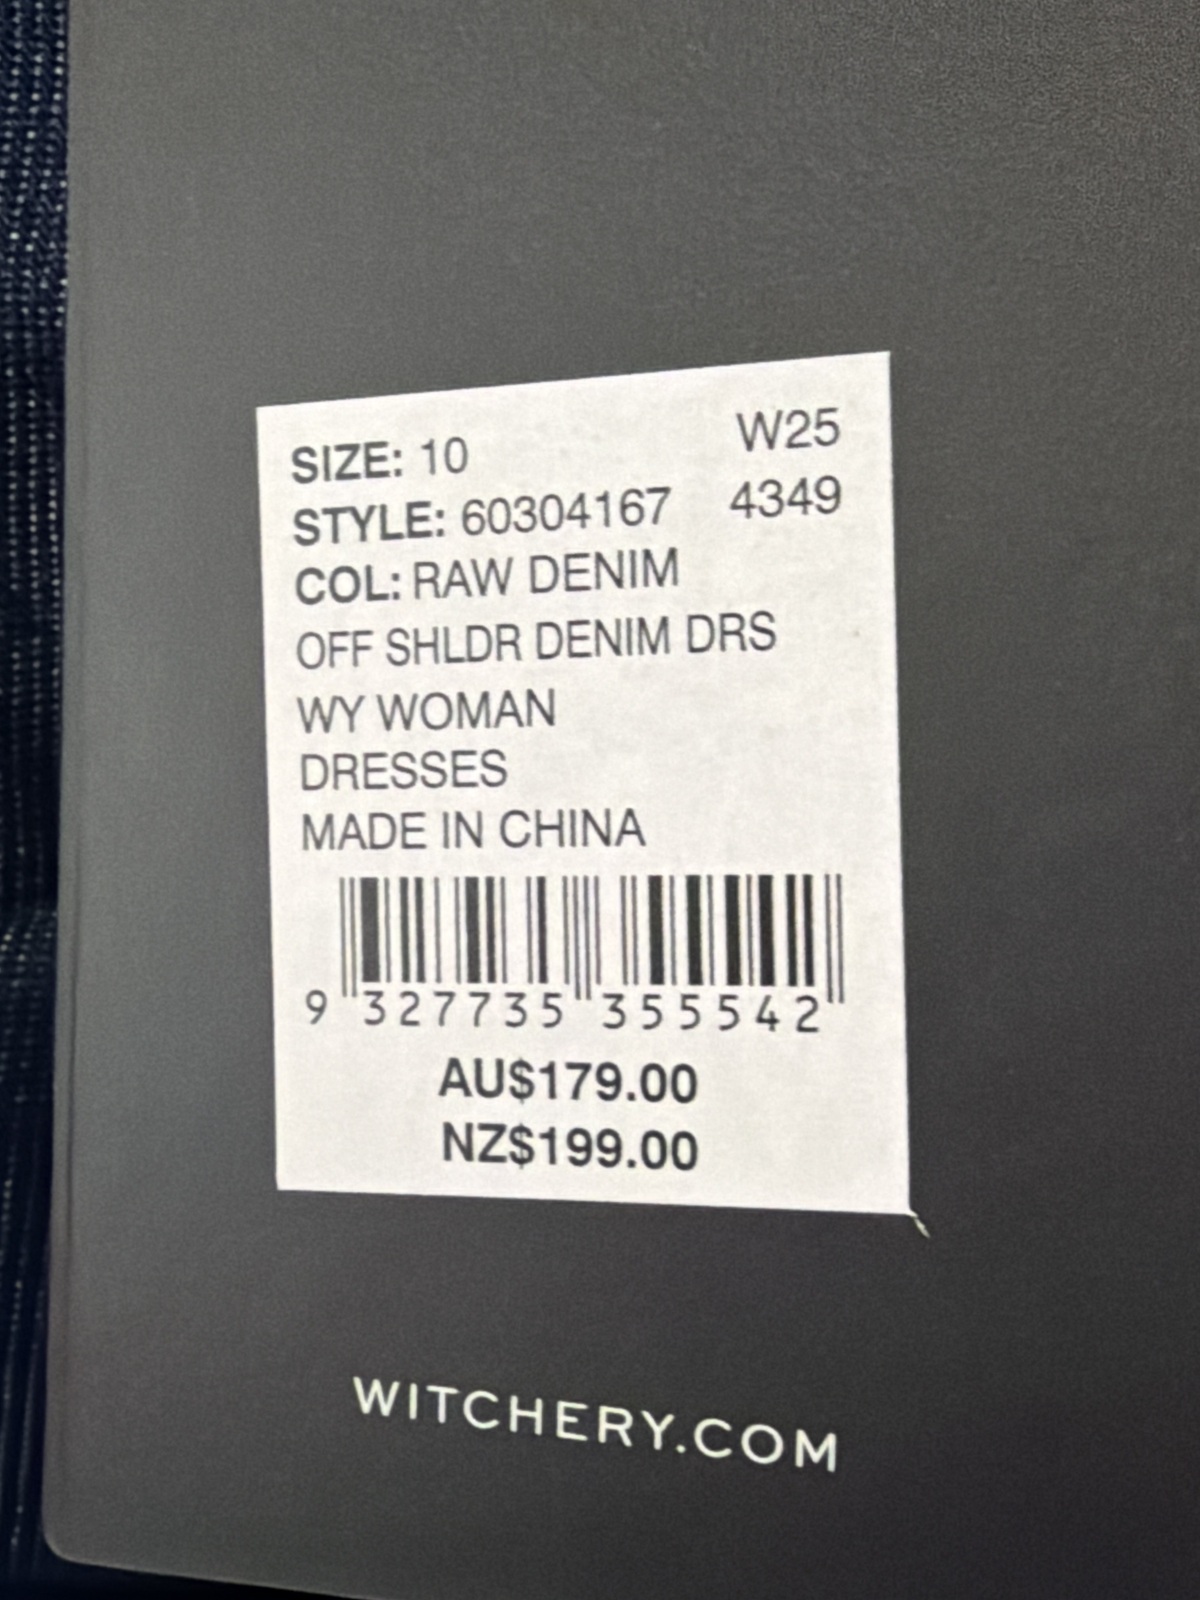 SIZE: 10 W25
STYLE: 60304167 4349
COL: RAW DENIM
OFF SHLDR DENIM DRS
WY WOMAN
DRESSES
MADE IN CHINA
9 327735 355542
AU$179.00
NZ$199.00
WITCHERY.COM